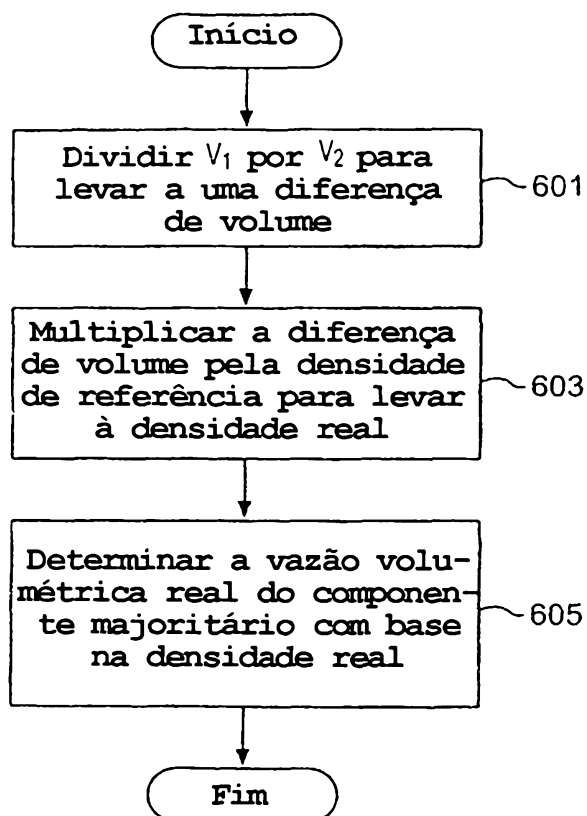 Início
Dividir V₁ por V₂ para
levar a uma diferença
de volume
601
Multiplicar a diferença
de volume pela densidade
de referência para levar
à densidade real
603
Determinar a vazão volu-
métrica real do componen-
te majoritário com base
na densidade real
605
Fim